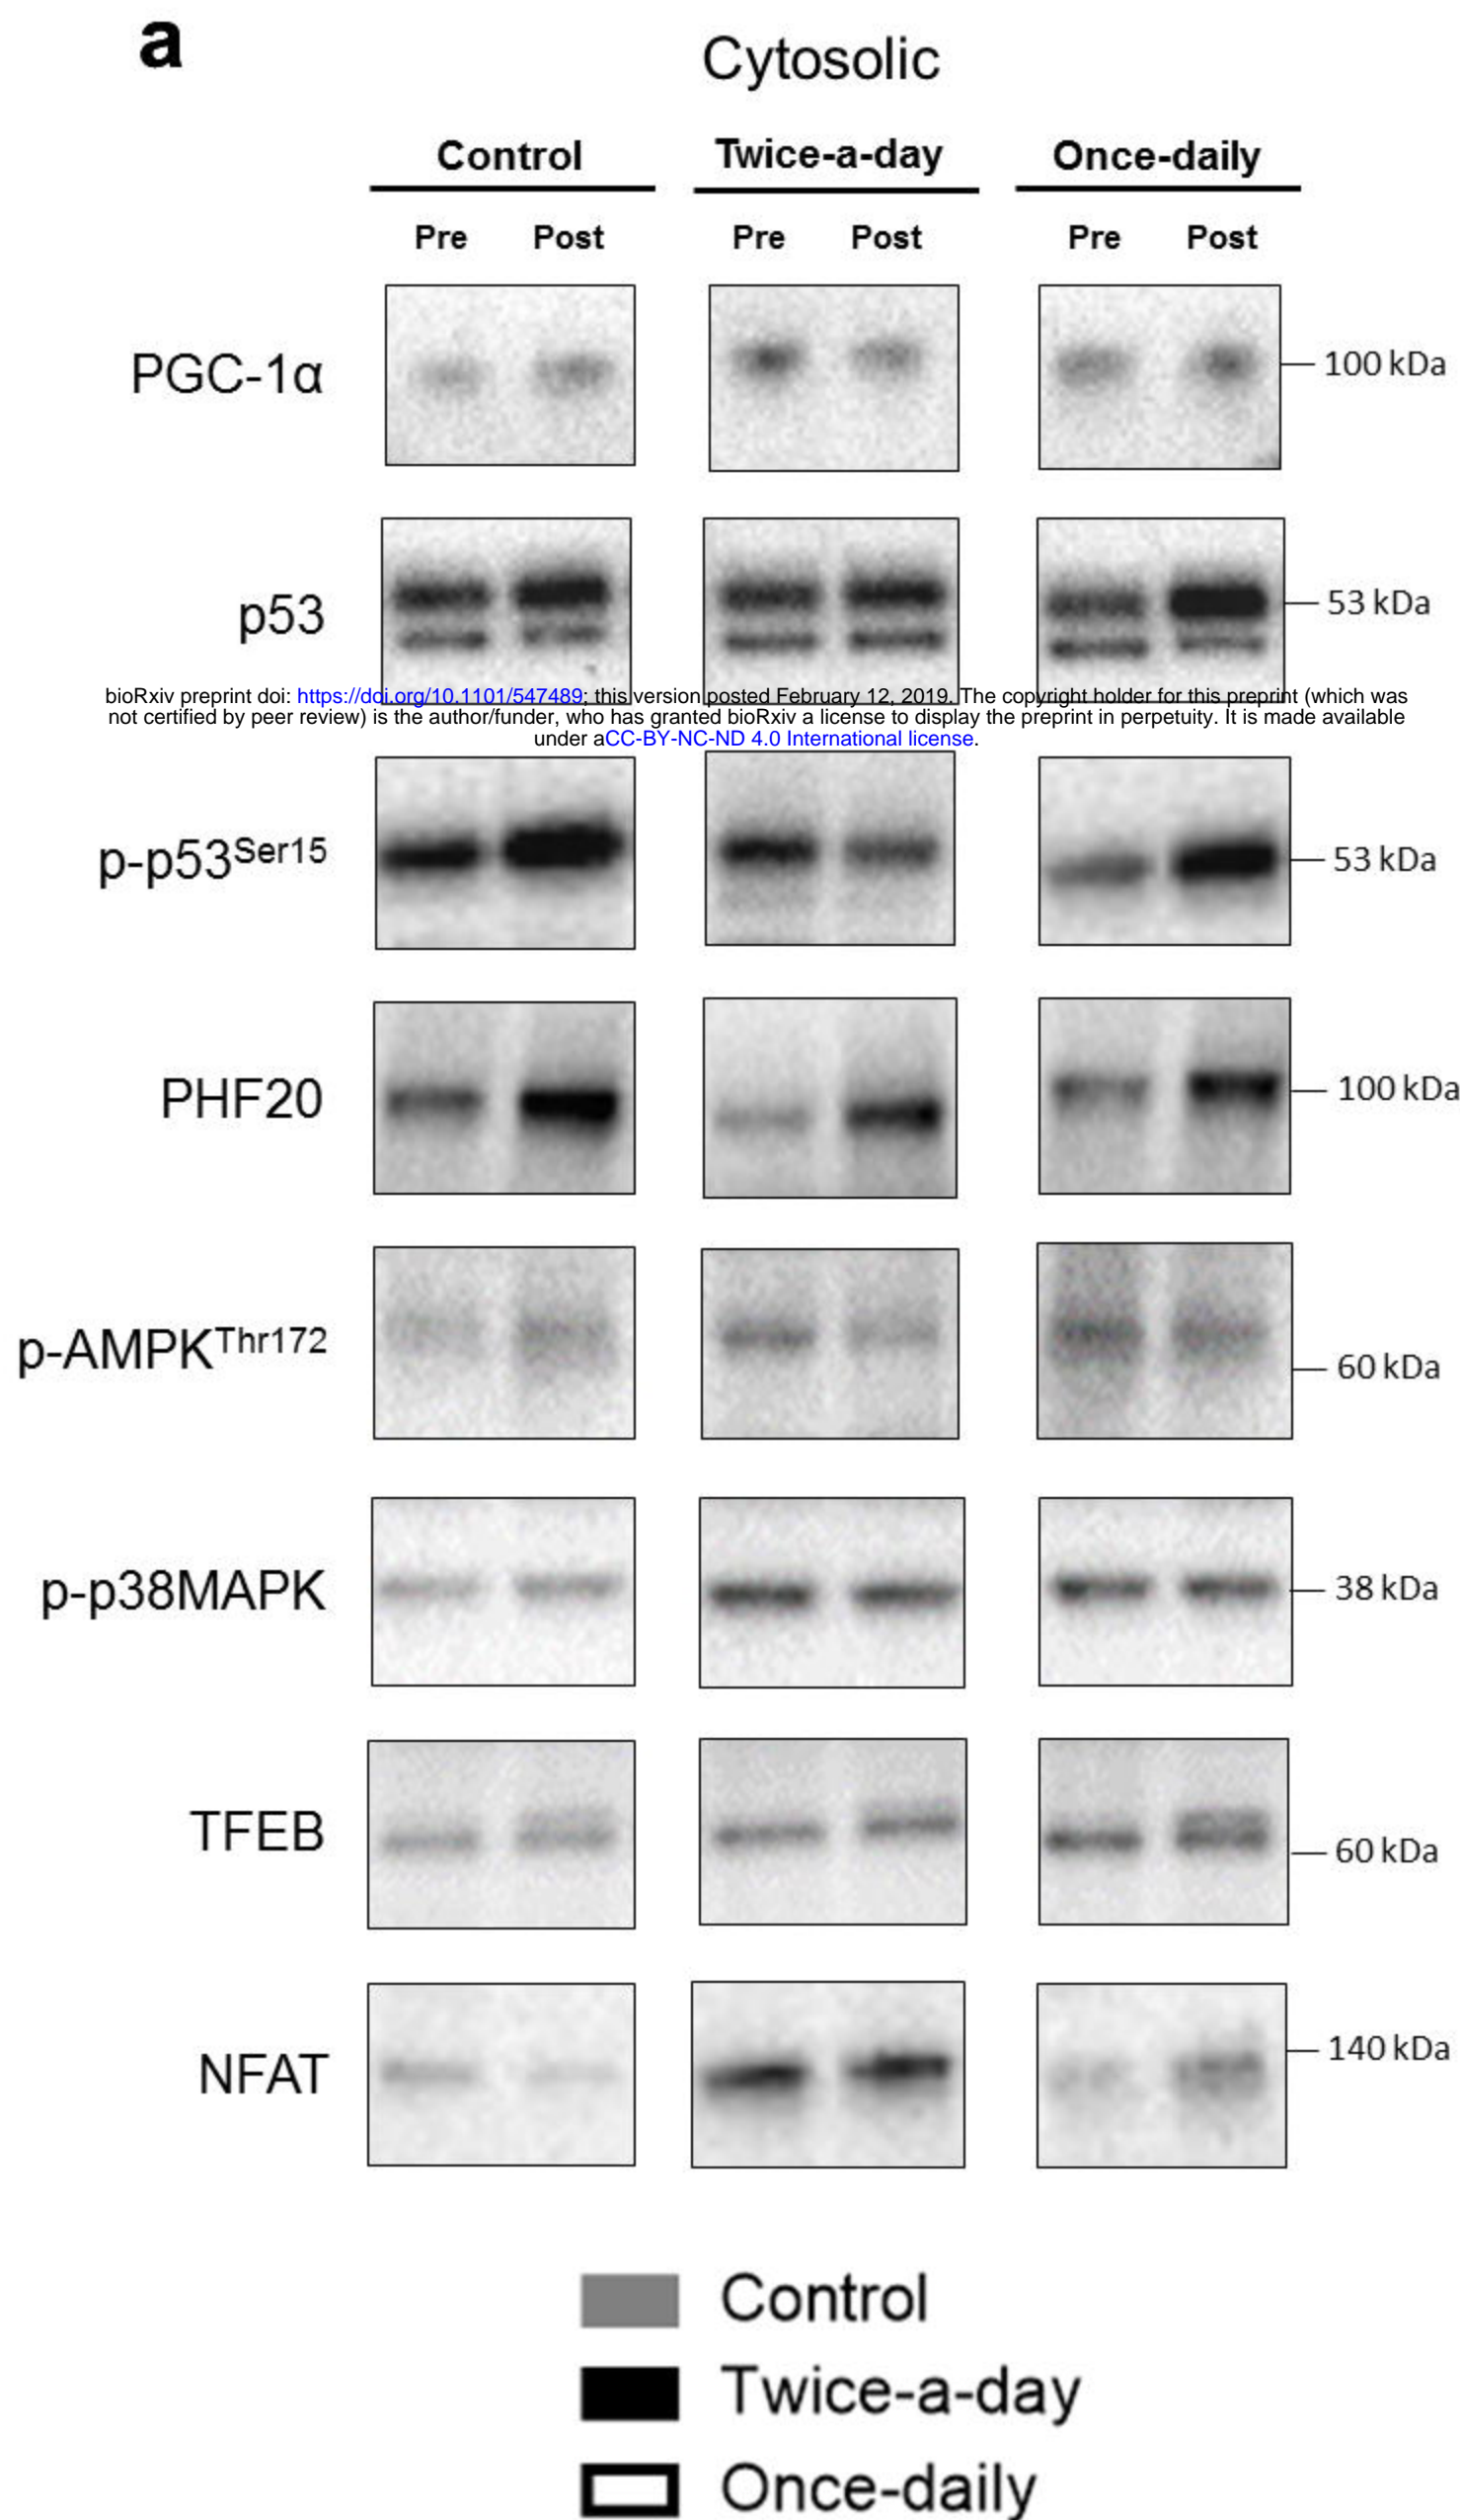 a
Cytosolic
Control Twice-a-day Once-daily
Pre Post Pre Post Pre Post
PGC-1α 100 kDa
p53 53 kDa
bioRxiv preprint doi: https://doi.org/10.1101/547489; this version posted February 12, 2019. The copyright holder for this preprint (which was
not certified by peer review) is the author/funder, who has granted bioRxiv a license to display the preprint in perpetuity. It is made available
under aCC-BY-NC-ND 4.0 International license.
p-p53Ser15 53 kDa
PHF20 100 kDa
p-AMPKThr172 60 kDa
p-p38MAPK 38 kDa
TFEB 60 kDa
NFAT 140 kDa
Control
Twice-a-day
Once-daily